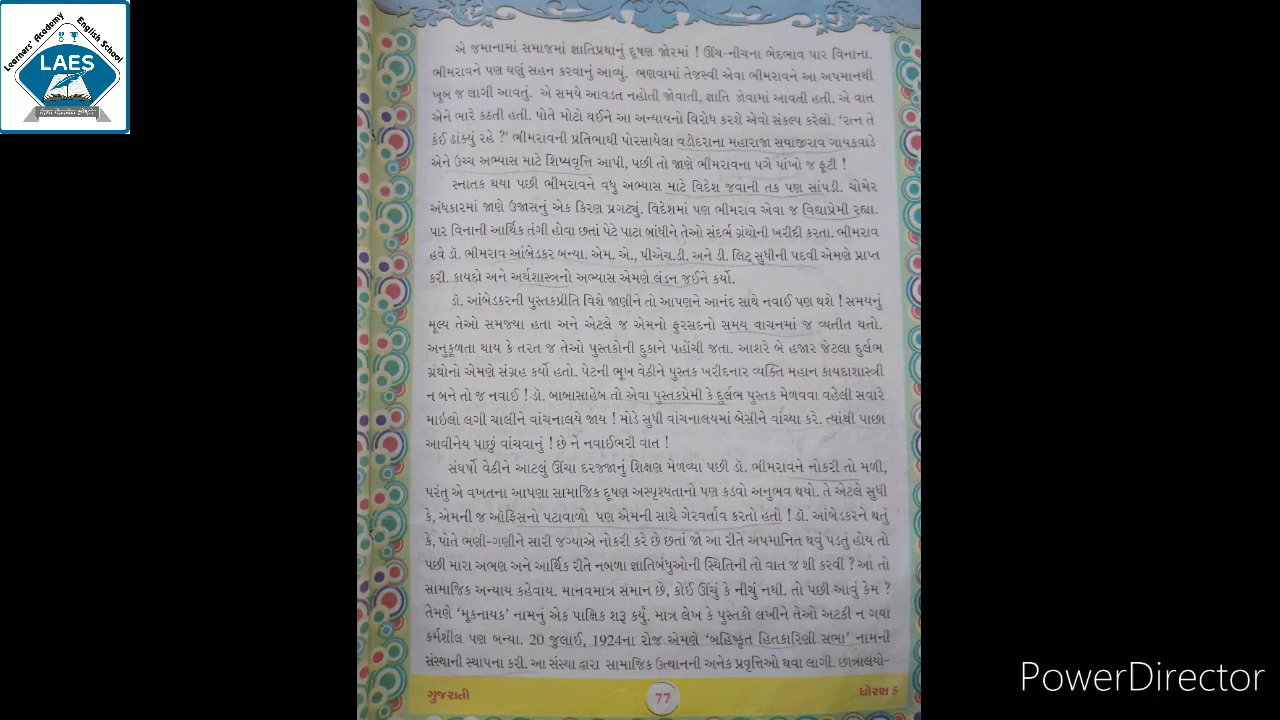 Learners' Academy English School
LAES
એ જમાનામાં સમાજમાં જ્ઞાતિપ્રથાનું દૂષણ જોરમાં ! ઊંચ-નીચના ભેદભાવ પાર વિનાના.
ભીમરાવને પણ ઘણું સહન કરવાનું આવ્યું. ભણવામાં તેજસ્વી એવા ભીમરાવને આ અપમાનથી
ખૂબ જ લાગી આવતું. એ સમયે આવડત નહોતી જોવાતી, જ્ઞાતિ જોવામાં આવતી હતી. એ વાત
એને ભારે કઠતી હતી. પોતે મોટો થઈને આ અન્યાયનો વિરોધ કરશે એવો સંકલ્પ કરેલો. ‘રત્ન તે
કંઈ ઢાંક્યું રહે ?’ ભીમરાવની પ્રતિભાથી પોરસાયેલા વડોદરાના મહારાજા સયાજીરાવ ગાયકવાડે
એને ઉચ્ચ અભ્યાસ માટે શિષ્યવૃત્તિ આપી, પછી તો જાણે ભીમરાવના પગે પાંખો જ ફૂટી !
સ્નાતક થયા પછી ભીમરાવને વધુ અભ્યાસ માટે વિદેશ જવાની તક પણ સાંપડી. ચોમેર
અંધકારમાં જાણે ઉજાસનું એક કિરણ પ્રગટ્યું. વિદેશમાં પણ ભીમરાવ એવા જ વિદ્યાપ્રેમી રહ્યા.
પાર વિનાની આર્થિક તંગી હોવા છતાં પેટે પાટા બાંધીને તેઓ સંદર્ભ ગ્રંથોની ખરીદી કરતા. ભીમરાવ
હવે ડૉ. ભીમરાવ આંબેડકર બન્યા. એમ. એ., પીએચ.ડી. અને ડી. લિટ્ સુધીની પદવી એમણે પ્રાપ્ત
કરી. કાયદો અને અર્થશાસ્ત્રનો અભ્યાસ એમણે લંડન જઈને કર્યો.
ડૉ. આંબેડકરની પુસ્તકપ્રીતિ વિશે જાણીને તો આપણને આનંદ સાથે નવાઈ પણ થશે ! સમયનું
મૂલ્ય તેઓ સમજ્યા હતા અને એટલે જ એમનો ફુરસદનો સમય વાચનમાં જ વ્યતીત થતો.
અનુકૂળતા થાય કે તરત જ તેઓ પુસ્તકોની દુકાને પહોંચી જતા. આશરે બે હજાર જેટલા દુર્લભ
ગ્રંથોનો એમણે સંગ્રહ કર્યો હતો. પેટની ભૂખ વેઠીને પુસ્તક ખરીદનાર વ્યક્તિ મહાન કાયદાશાસ્ત્રી
ન બને તો જ નવાઈ ! ડૉ. બાબાસાહેબ તો એવા પુસ્તકપ્રેમી કે દુર્લભ પુસ્તક મેળવવા વહેલી સવારે
માઇલો લગી ચાલીને વાંચનાલયે જાય ! મોડે સુધી વાંચનાલયમાં બેસીને વાંચ્યા કરે. ત્યાંથી પાછા
આવીનેય પાછું વાંચવાનું ! છે ને નવાઈભરી વાત !
સંઘર્ષો વેઠીને આટલું ઊંચા દરજ્જાનું શિક્ષણ મેળવ્યા પછી ડૉ. ભીમરાવને નોકરી તો મળી,
પરંતુ એ વખતના આપણા સામાજિક દૂષણ અસ્પૃશ્યતાનો પણ કડવો અનુભવ થયો. તે એટલે સુધી
કે, એમની જ ઑફિસનો પટાવાળો પણ એમની સાથે ગેરવર્તાવ કરતો હતો ! ડૉ. આંબેડકરને થતું
કે, પોતે ભણી-ગણીને સારી જગ્યાએ નોકરી કરે છે છતાં જો આ રીતે અપમાનિત થવું પડતું હોય તો
પછી મારા અભણ અને આર્થિક રીતે નબળા જ્ઞાતિબંધુઓની સ્થિતિની તો વાત જ શી કરવી ? આ તો
સામાજિક અન્યાય કહેવાય. માનવમાત્ર સમાન છે, કોઈ ઊંચું કે નીચું નથી. તો પછી આવું કેમ ?
તેમણે ‘મૂકનાયક’ નામનું એક પાક્ષિક શરૂ કર્યું. માત્ર લેખ કે પુસ્તકો લખીને તેઓ અટકી ન ગયા
કર્મશીલ પણ બન્યા. 20 જુલાઈ, 1924ના રોજ એમણે ‘બહિષ્કૃત હિતકારિણી સભા’ નામની
સંસ્થાની સ્થાપના કરી. આ સંસ્થા દ્વારા સામાજિક ઉત્થાનની અનેક પ્રવૃત્તિઓ થવા લાગી. છાત્રાલયો-
ગુજરાતી
77
ધોરણ ૬
PowerDirector